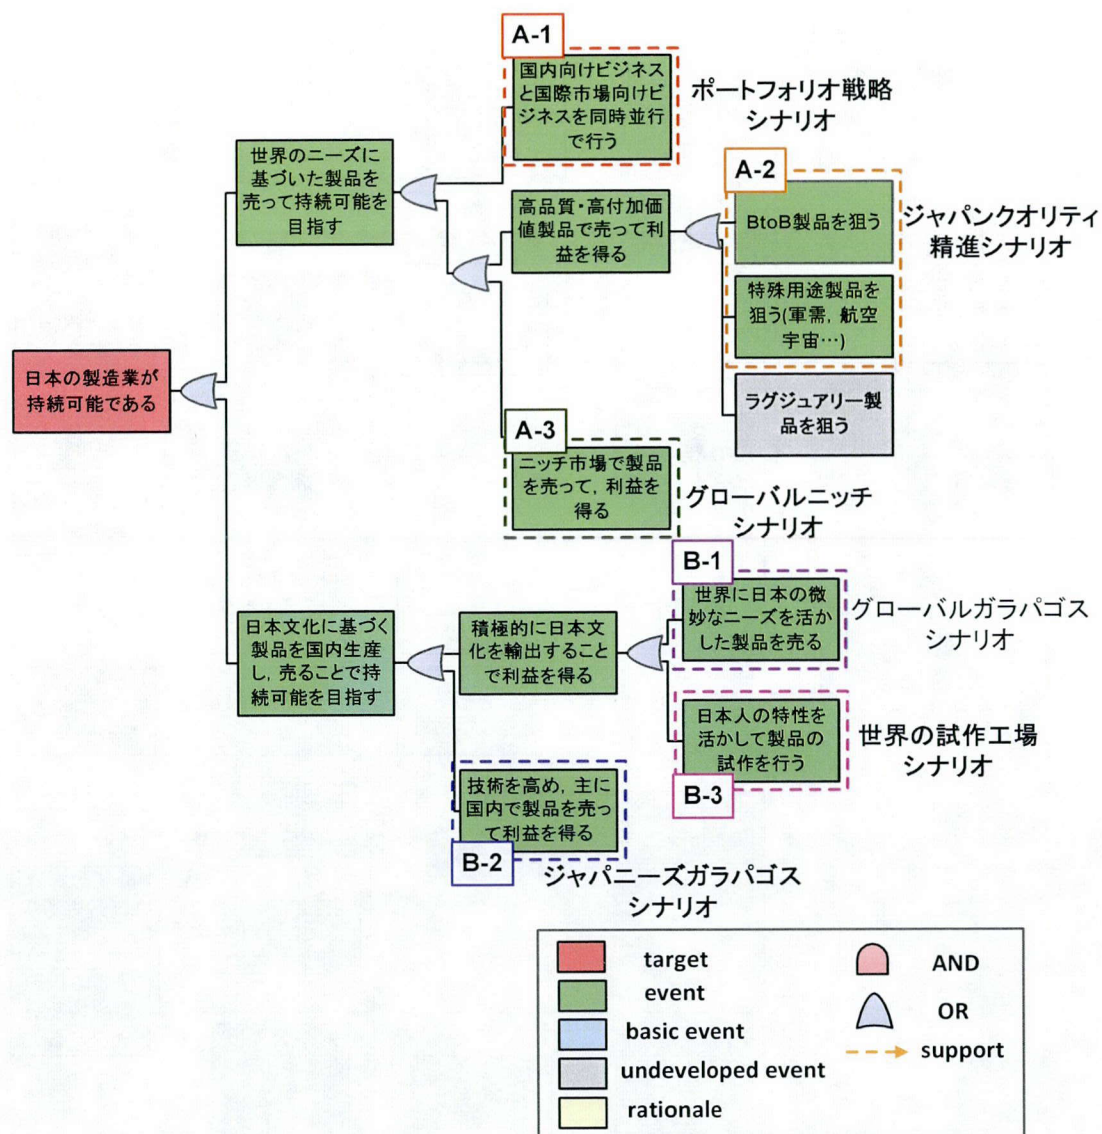 A-1
国内向けビジネス
と国際市場向けビ
ジネスを同時並行
で行う
ポートフォリオ戦略
シナリオ
世界のニーズに
基づいた製品を
売って持続可能を
目指す
高品質・高付加価
値製品で売って利
益を得る
A-2
BtoB製品を狙う
ジャパンクオリティ
精進シナリオ
特殊用途製品を
狙う(軍需，航空
宇宙…)
ラグジュアリー製
品を狙う
日本の製造業が
持続可能である
A-3
ニッチ市場で製品
を売って，利益を
得る
グローバルニッチ
シナリオ
B-1
世界に日本の微
妙なニーズを活か
した製品を売る
グローバルガラパゴス
シナリオ
日本文化に基づく
製品を国内生産
し，売ることで持
続可能を目指す
積極的に日本文
化を輸出すること
で利益を得る
日本人の特性を
活かして製品の
試作を行う
B-3
世界の試作工場
シナリオ
技術を高め，主に
国内で製品を売っ
て利益を得る
B-2
ジャパニーズガラパゴス
シナリオ
target
event
basic event
undeveloped event
rationale
AND
OR
support